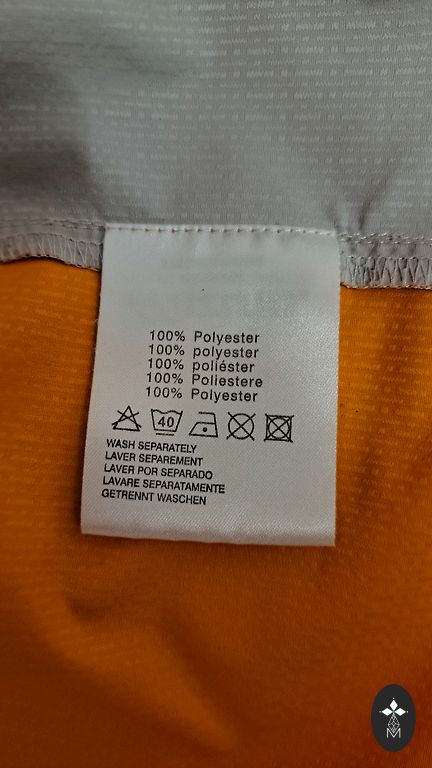 100% Polyester
100% polyester
100% poliéster
100% Poliestere
100% Polyester
40
WASH SEPARATELY
LAVER SEPAREMENT
LAVER POR SEPARADO
LAVARE SEPARATAMENTE
GETRENNT WASCHEN